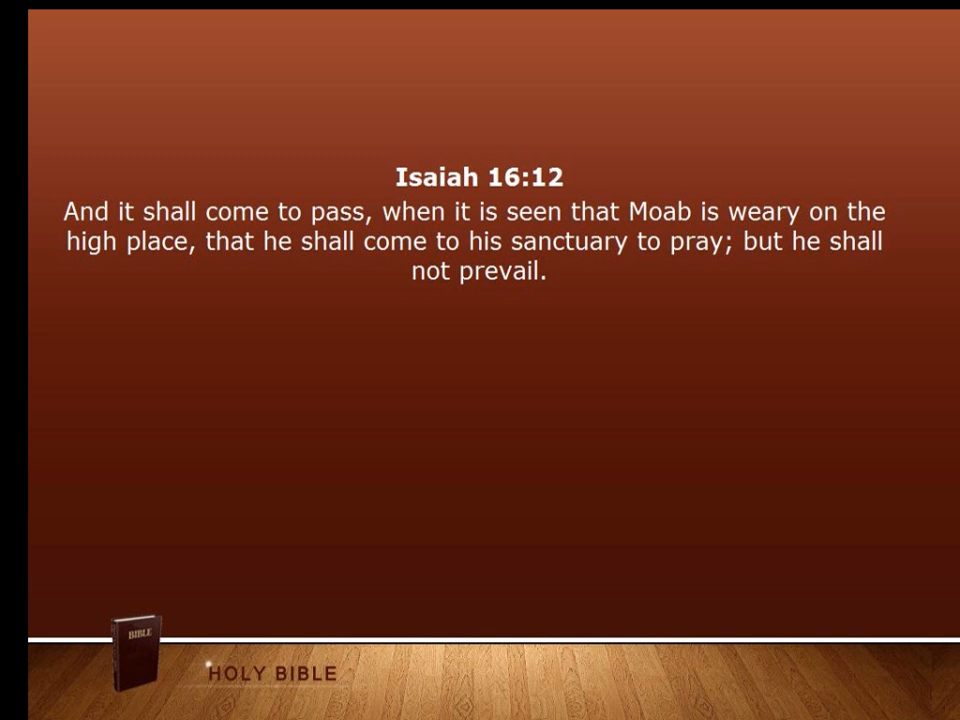 Isaiah 16:12
And it shall come to pass, when it is seen that Moab is weary on the
high place, that he shall come to his sanctuary to pray; but he shall
not prevail.
BIBLE
HOLY BIBLE